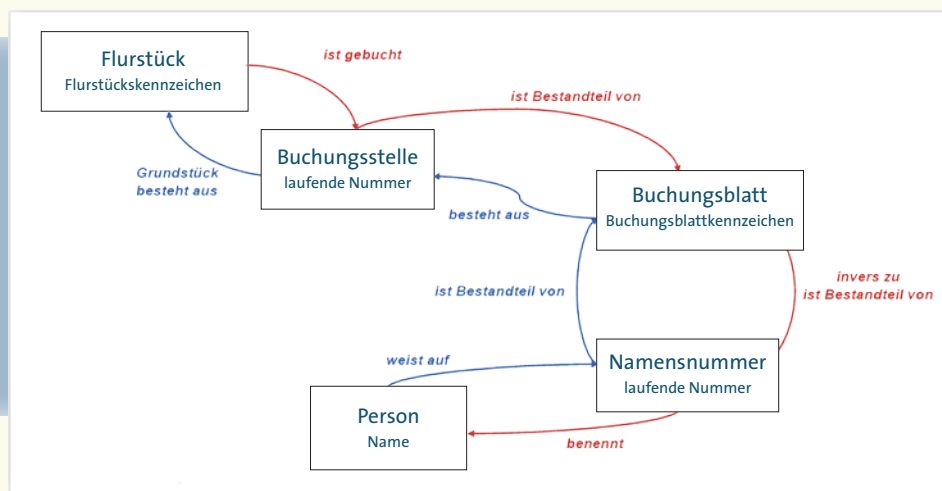 Flurstück
Flurstückskennzeichen
ist gebucht
ist Bestandteil von
Buchungsstelle
laufende Nummer
Grundstück
besteht aus
Buchungsblatt
Buchungsblattkennzeichen
besteht aus
ist Bestandteil von
invers zu
ist Bestandteil von
weist auf
Namensnummer
laufende Nummer
Person
Name
benennt